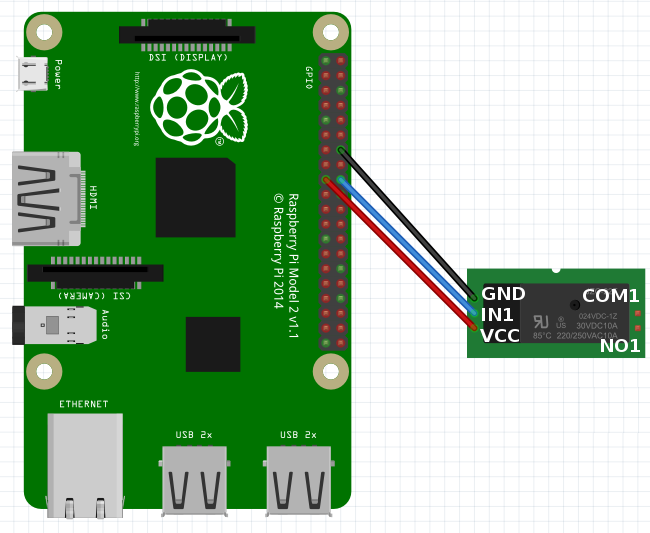 DSI (DISPLAY)
Power
GPIO
http://www.raspberrypi.org
TM
HDMI
Raspberry Pi Model 2 v1.1
© Raspberry Pi 2014
CSI (CAMERA)
Audio
ETHERNET
USB 2x
USB 2x
GND
IN1
VCC
COM1
NO1
US
024VDC-1Z
30VDC10A
85°C 220/250VAC10A